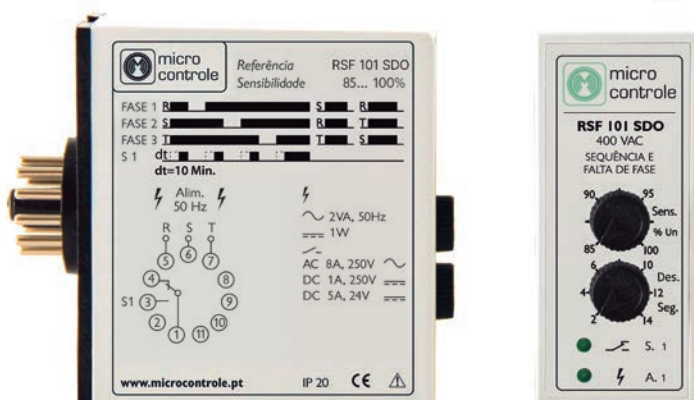 micro
controle
Referência RSF 101 SDO
Sensibilidade 85... 100%
FASE 1 R S R
FASE 2 S R T
FASE 3 T T S
S 1 dt
dt=10 Min.
Alim.
50 Hz
R S T
5 6 7
4 8
S1 3 9
2 10
1 11
2VA, 50Hz
1W
AC 8A, 250V
DC 1A, 250V
DC 5A, 24V
www.microcontrole.pt IP 20 CE
micro
controle
RSF 101 SDO
400 VAC
SEQUÊNCIA E
FALTA DE FASE
90 95
Sens.
% Un
85 100
6 10
Des.
4 12
Seg.
2 14
S. 1
A. 1